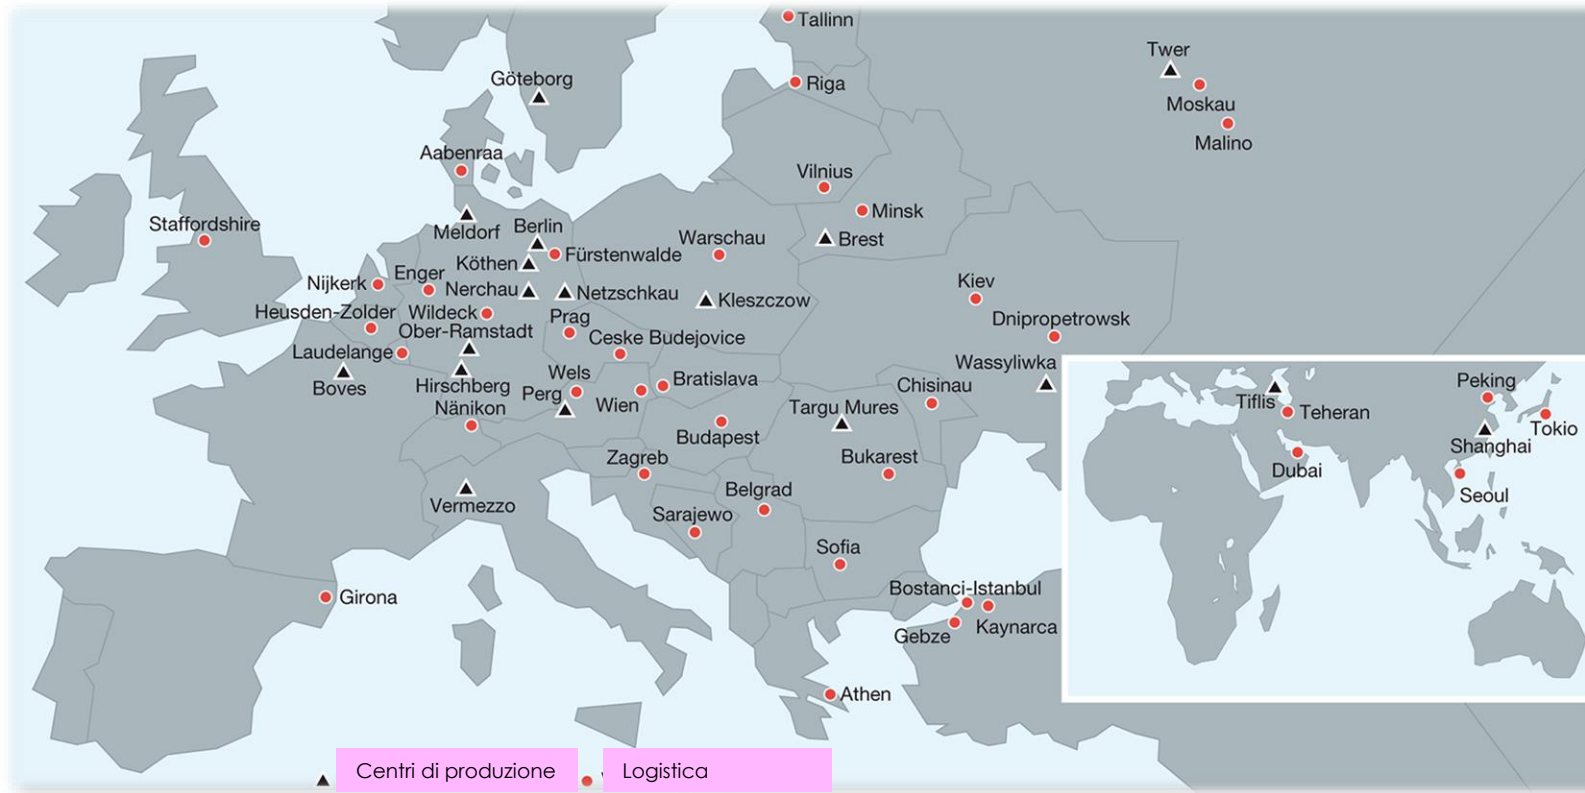 Tallinn
Twer
Göteborg
Riga
Moskau
Malino
Aabenraa
Vilnius
Staffordshire
Minsk
Meldorf
Berlin
Warschau
Brest
Fürstenwalde
Köthen
Enger
Nijkerk
Kiev
Nerchau
Netzschkau
Kleszczow
Heusden-Zolder
Wildeck
Prag
Dnipropetrowsk
Ober-Ramstadt
Ceske Budejovice
Laudelange
Wassyliwka
Boves
Hirschberg
Wels
Bratislava
Chisinau
Perg
Wien
Nänikon
Targu Mures
Budapest
Zagreb
Bukarest
Belgrad
Vermezzo
Sarajewo
Sofia
Bostanci-Istanbul
Girona
Gebze
Kaynarca
Athen
Peking
Tiflis
Teheran
Tokio
Shanghai
Dubai
Seoul
Centri di produzione
Logistica